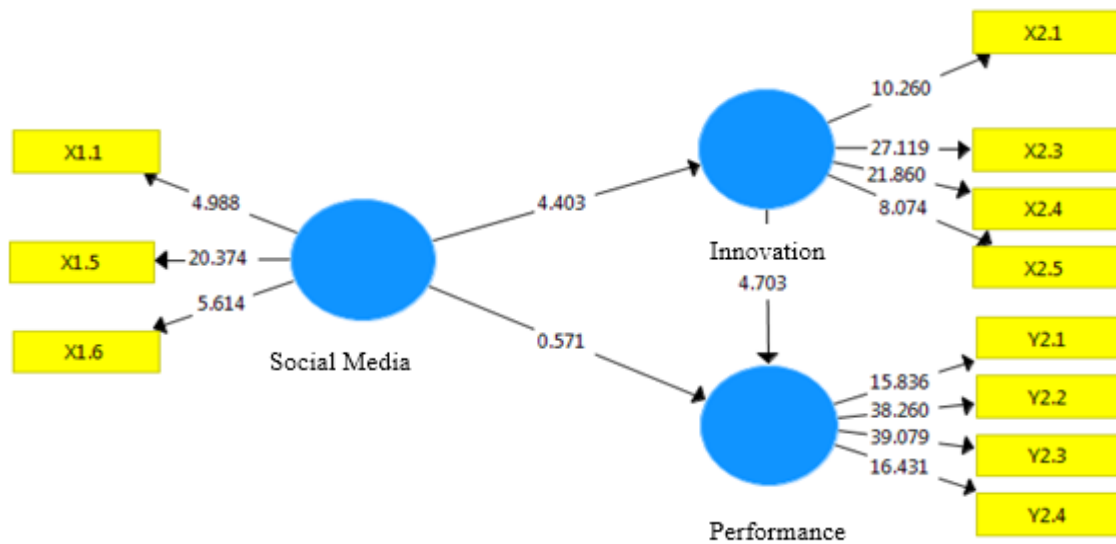 X1.1
X1.5
X1.6
4.988
20.374
5.614
Social Media
4.403
0.571
Innovation
4.703
Performance
10.260
27.119
21.860
8.074
X2.1
X2.3
X2.4
X2.5
15.836
38.260
39.079
16.431
Y2.1
Y2.2
Y2.3
Y2.4